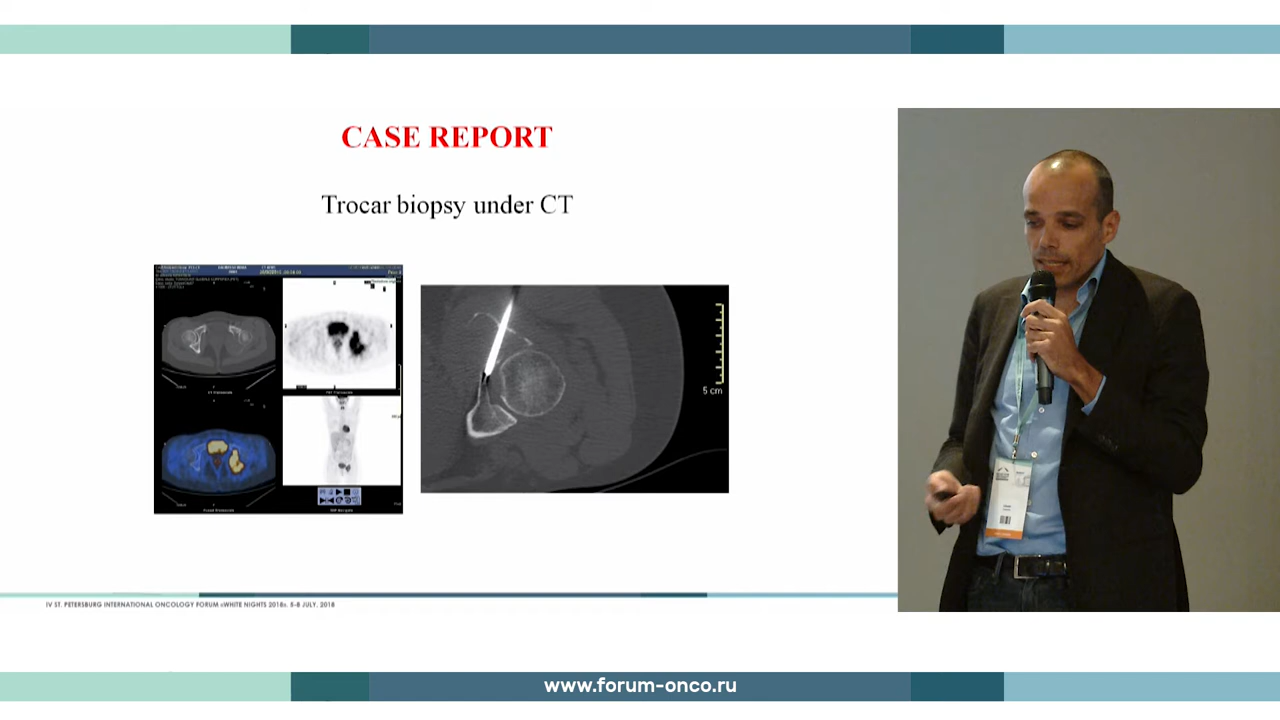 CASE REPORT
Trocar biopsy under CT
5 cm
IV ST. PETERSBURG INTERNATIONAL ONCOLOGY FORUM «WHITE NIGHTS 2018». 5-8 JULY, 2018
www.forum-onco.ru